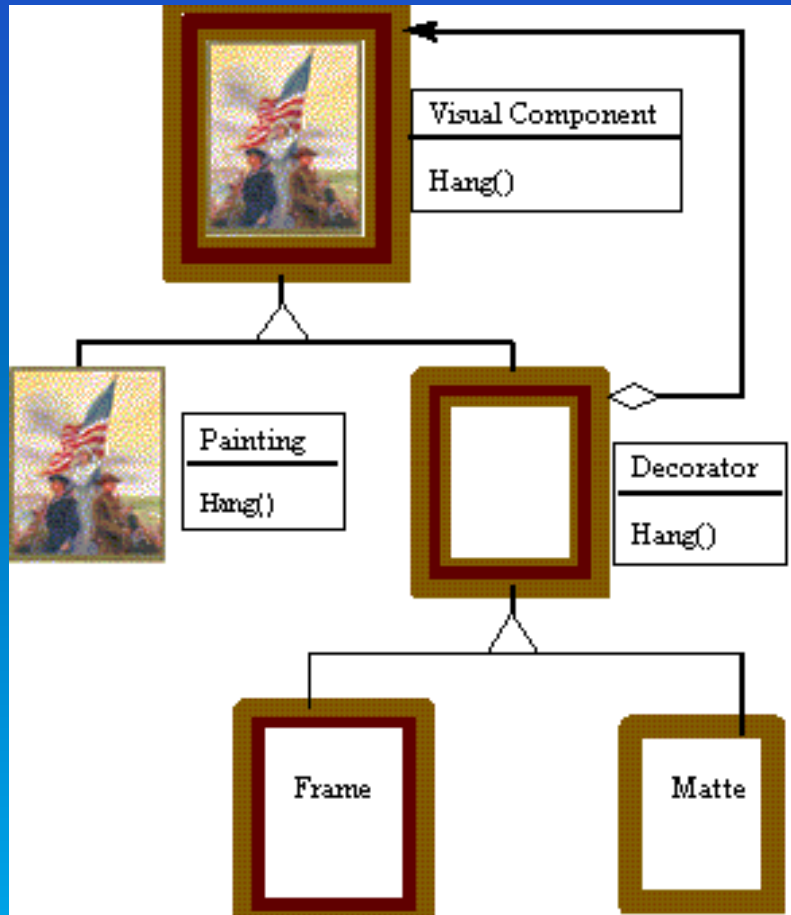 Visual Component
Hang()
Painting
Hang()
Decorator
Hang()
Frame
Matte